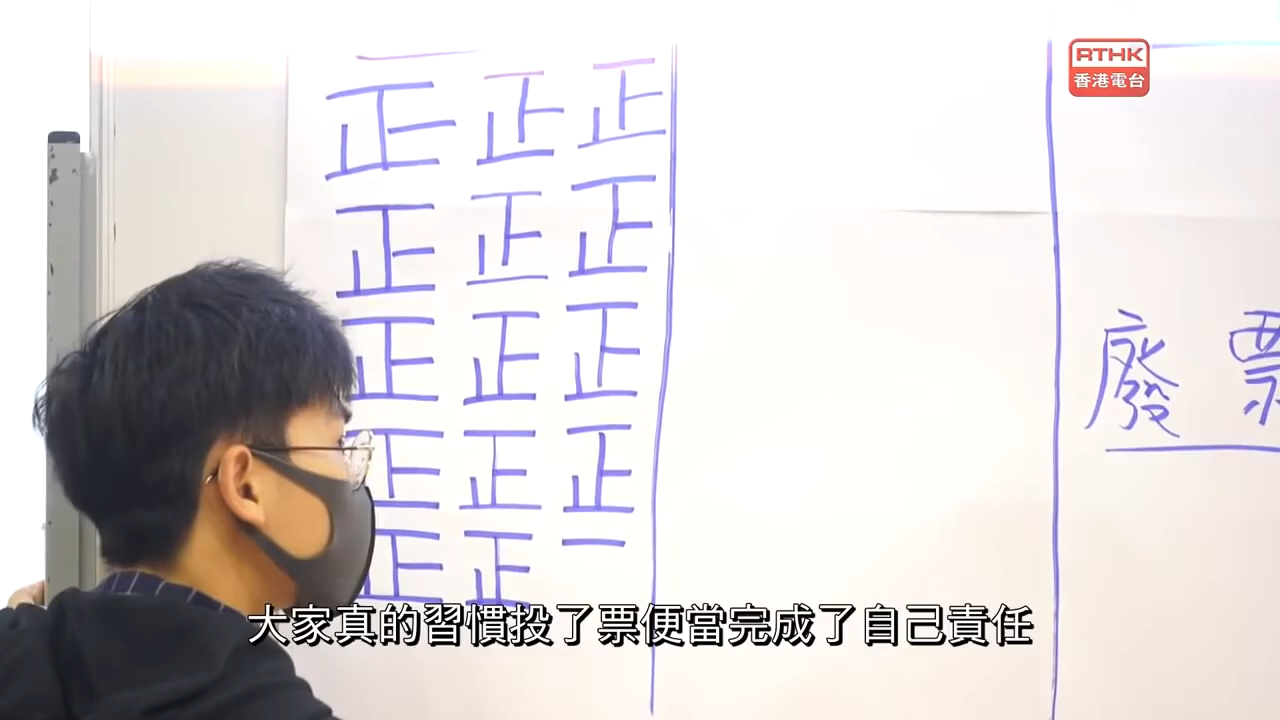 RTHK
香港電台
正 正 正
正 正 正
正 正 正
正 正 正
正 正 一
廢 票
大家真的習慣投了票便當完成了自己責任